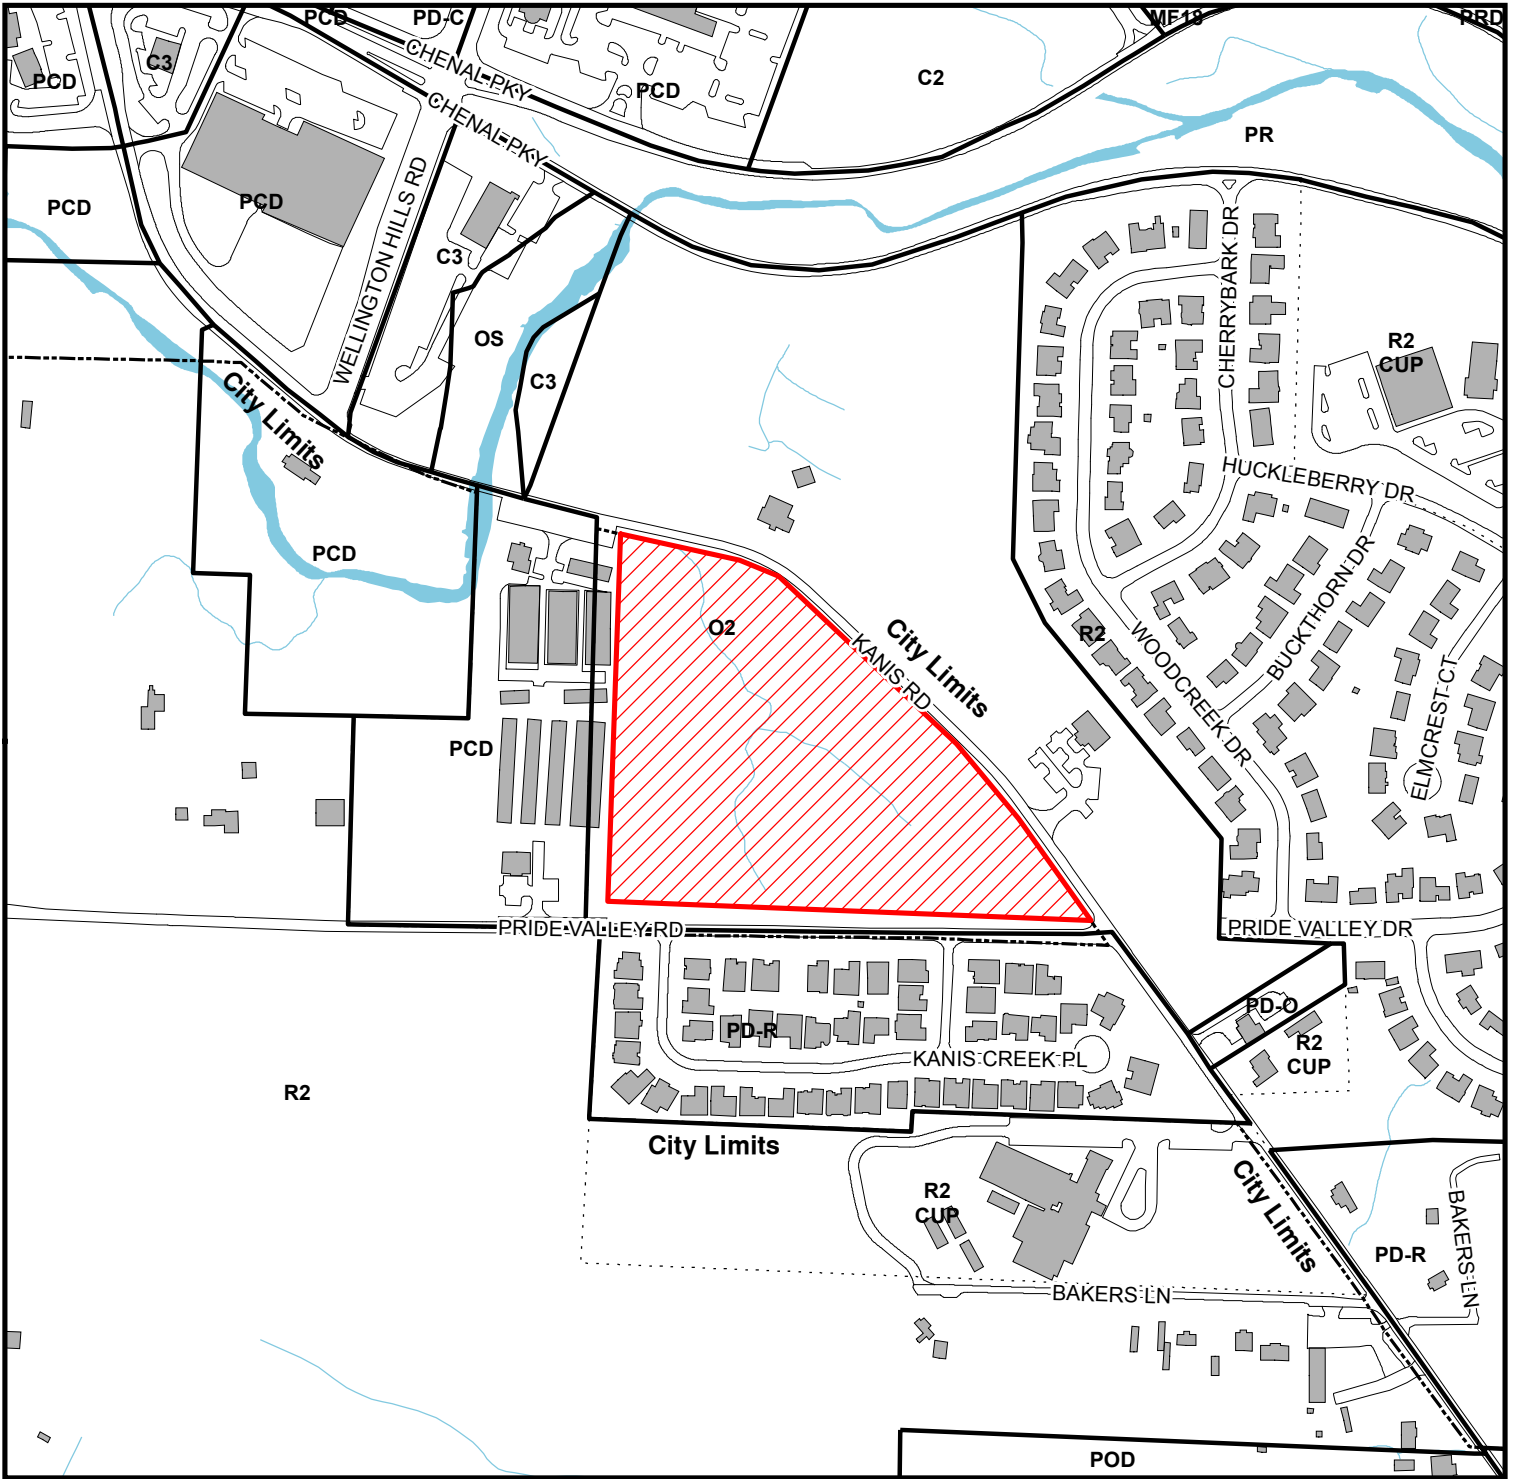 PCD
PD-C
MF18
PRD
CHENAL PKY
C3
PCD
PCD
C2
CHENAL PKY
PR
PCD
PCD
WELLINGTON HILLS RD
C3
CHERRYBARK DR
OS
R2
CUP
C3
City Limits
HUCKLEBERRY DR
PCD
BUCKTHORN DR
O2
City Limits
KANIS RD
R2
WOODCREEK DR
ELMCREST CT
PCD
PRIDE VALLEY RD
PRIDE VALLEY DR
PD-O
PD-R
R2
CUP
KANIS CREEK PL
R2
City Limits
R2
CUP
City Limits
BAKERS LN
PD-R
BAKERS LN
POD